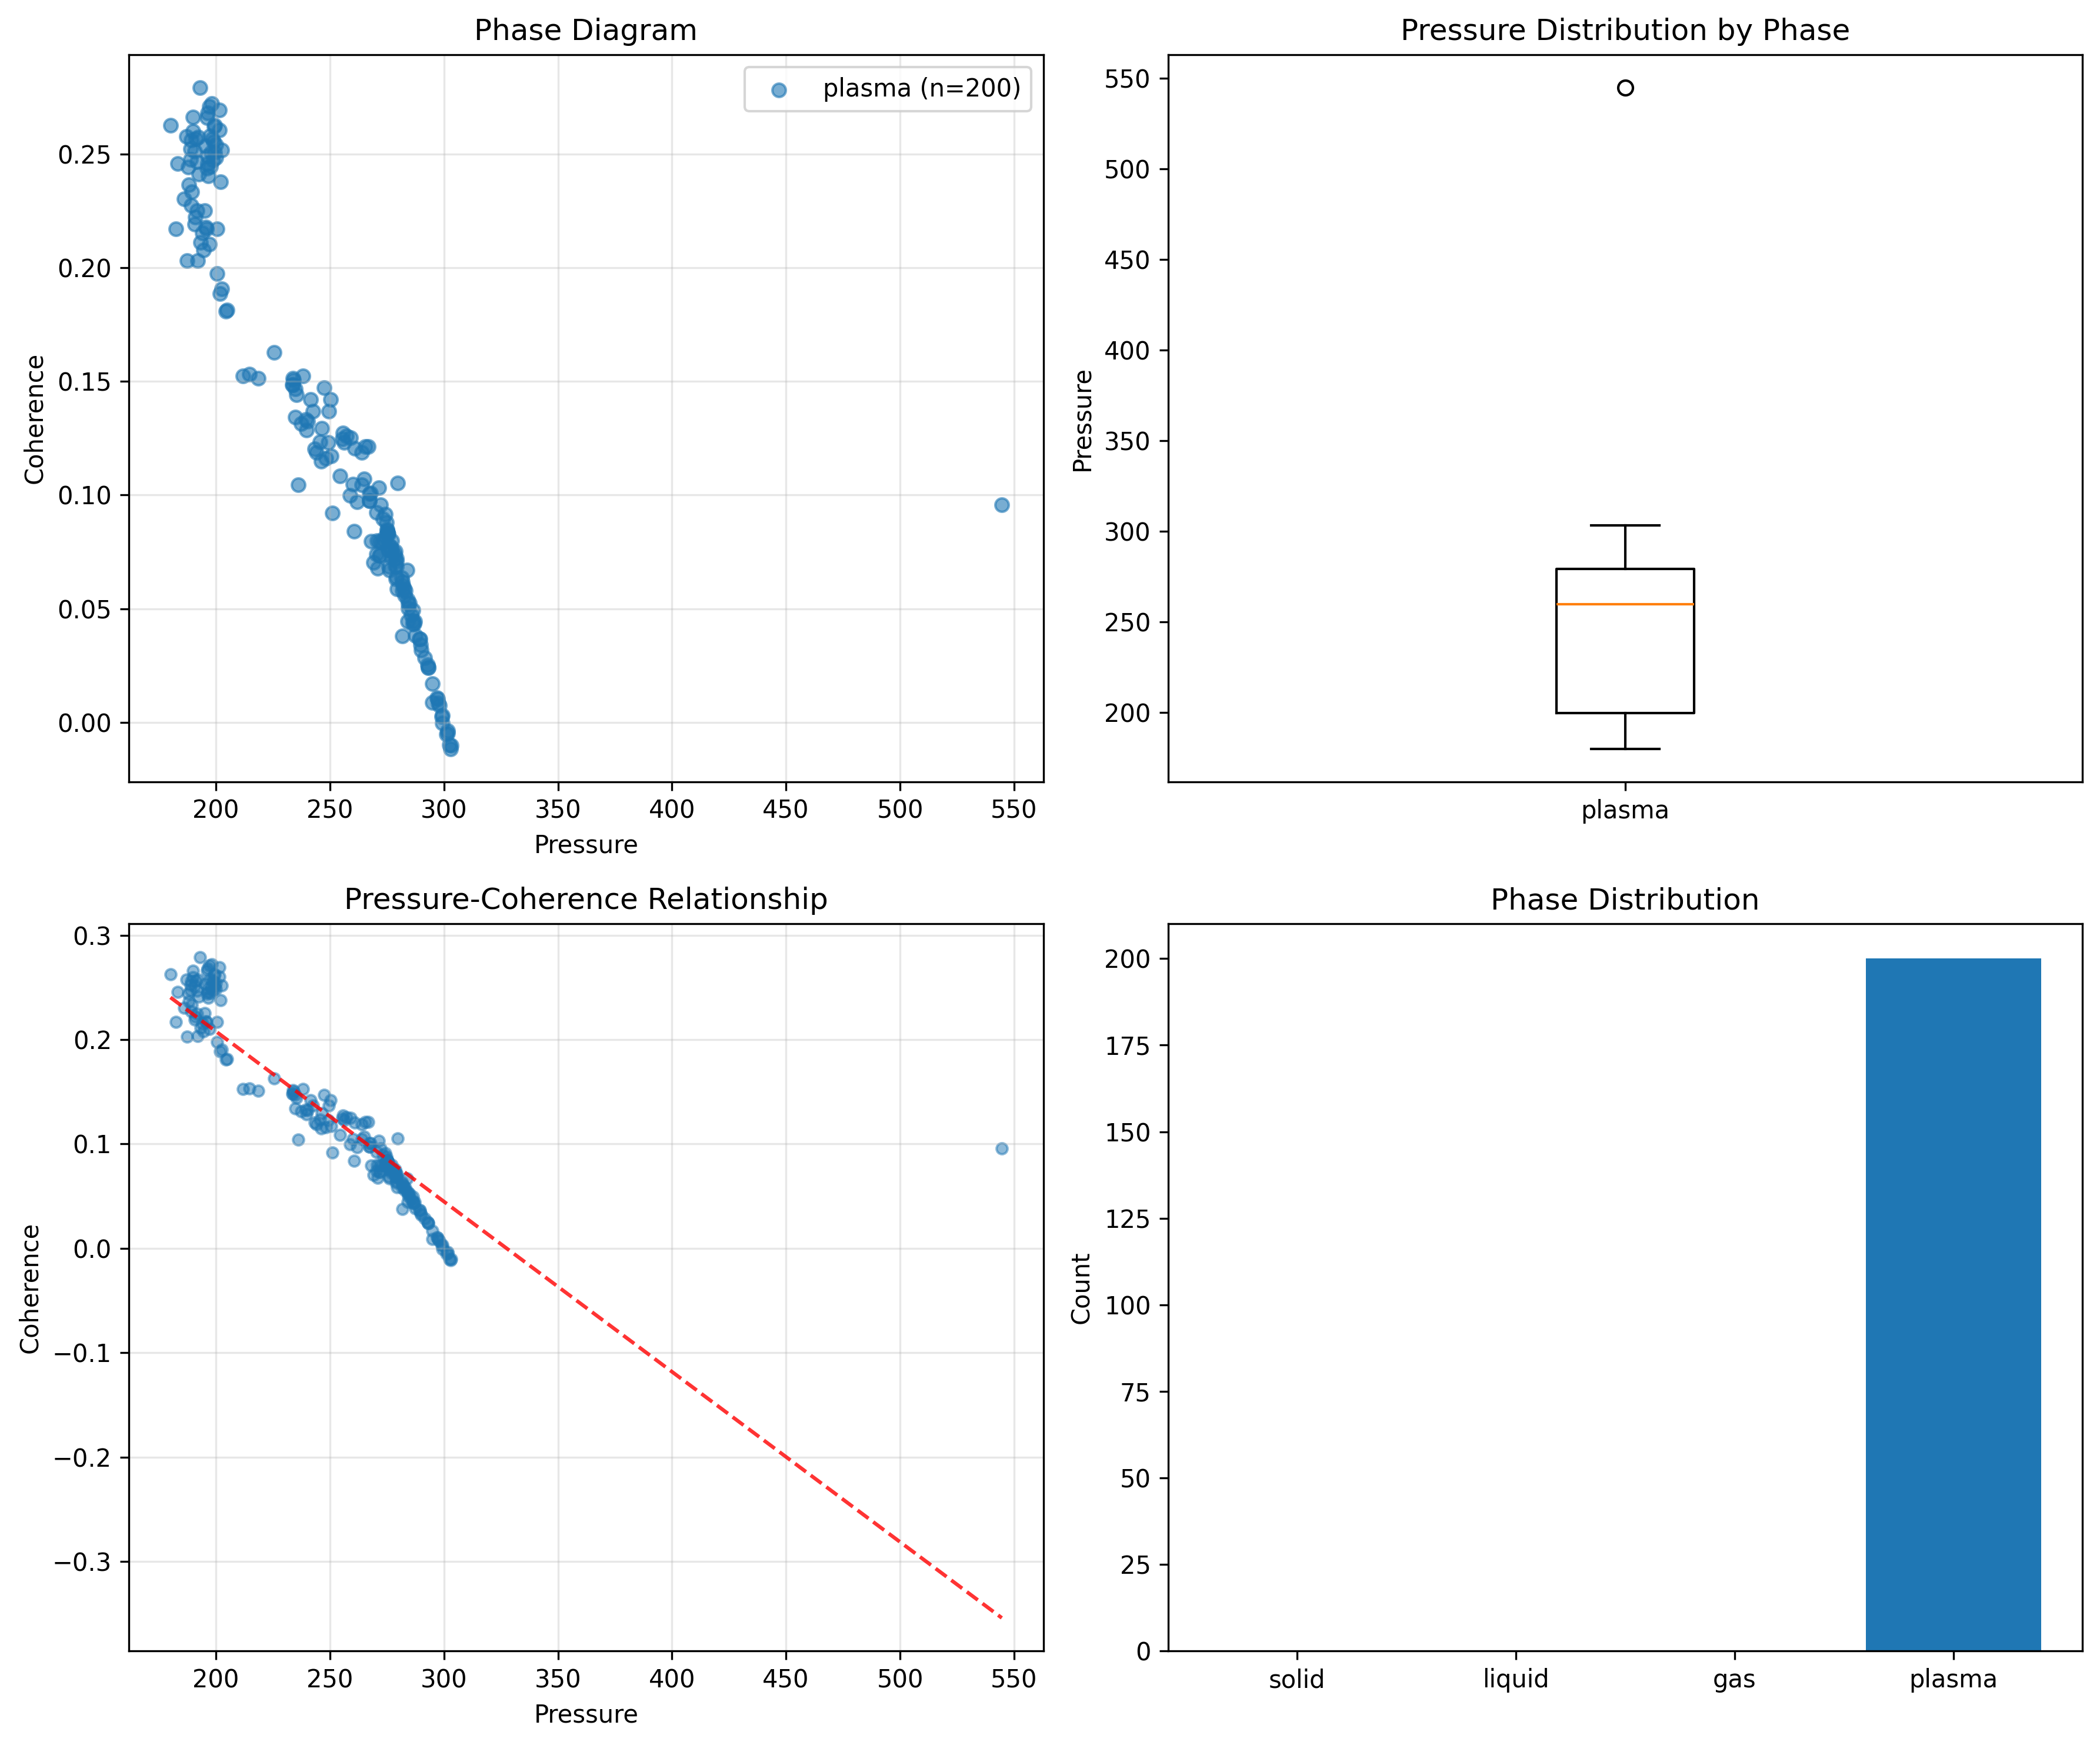 Phase Diagram
plasma (n=200)
0.25
0.20
0.15
0.10
0.05
0.00
Coherence
200 250 300 350 400 450 500 550
Pressure
Pressure Distribution by Phase
550
500
450
400
350
300
250
200
Pressure
plasma
Pressure-Coherence Relationship
0.3
0.2
0.1
0.0
−0.1
−0.2
−0.3
Coherence
200 250 300 350 400 450 500 550
Pressure
Phase Distribution
200
175
150
125
100
75
50
25
0
Count
solid liquid gas plasma